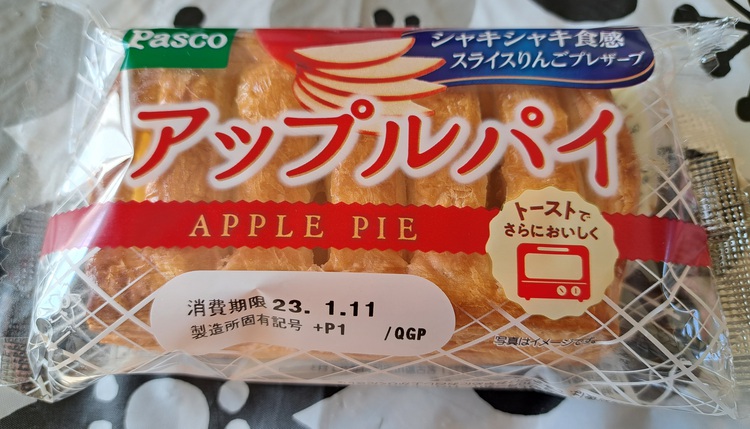 Pasco
シャキシャキ食感
スライスりんごプレザーブ
アップルパイ
APPLE PIE
トーストで
さらにおいしく
消費期限 23. 1.11
製造所固有記号 +P1 /QGP
写真はイメージです